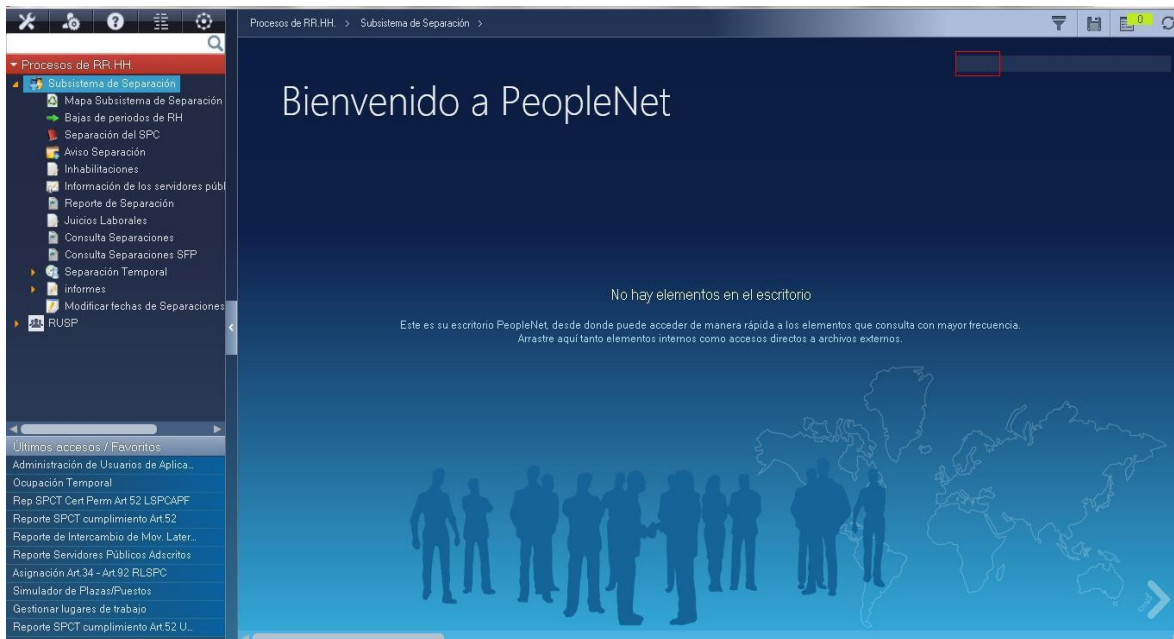 Procesos de RR.HH. > Subsistema de Separación >
0
Procesos de RR.HH.
Subsistema de Separación
Mapa Subsistema de Separación
Bajas de periodos de RH
Separación del SPC
Aviso Separación
Inhabilitaciones
Información de los servidores públ
Reporte de Separación
Juicios Laborales
Consulta Separaciones
Consulta Separaciones SFP
Separación Temporal
informes
Modificar fechas de Separaciones
RUSP
Últimos accesos / Favoritos
Administración de Usuarios de Aplica...
Ocupación Temporal
Rep SPCT Cert Perm Art 52 LSPCAPF
Reporte SPCT cumplimiento Art.52
Reporte de Intercambio de Mov. Later...
Reporte Servidores Públicos Adscritos
Asignación Art.34 - Art.92 RLSPC
Simulador de Plazas/Puestos
Gestionar lugares de trabajo
Reporte SPCT cumplimiento Art.52 U...
Bienvenido a PeopleNet
No hay elementos en el escritorio
Este es su escritorio PeopleNet, desde donde puede acceder de manera rápida a los elementos que consulta con mayor frecuencia.
Arrastre aquí tanto elementos internos como accesos directos a archivos externos.